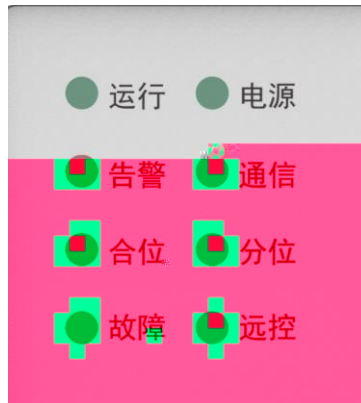 运行 电源
告警 通信
合位 分位
故障 远控